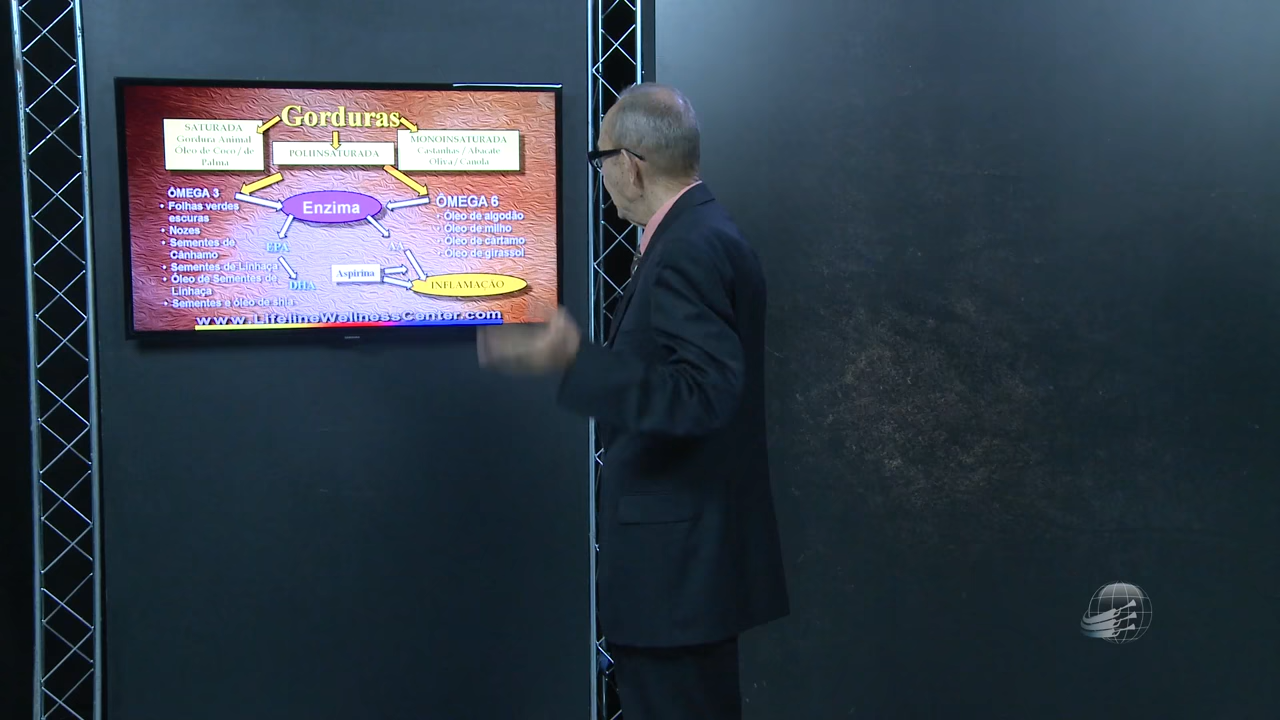 Gorduras
SATURADA
Gordura Animal
Óleo de Coco / de
Palma
POLIINSATURADA
MONOINSATURADA
Castanhas / Abacate
Oliva / Canola
ÔMEGA 3
• Folhas verdes
escuras
• Nozes
• Sementes de
Cânhamo
• Sementes de Linhaça
• Óleo de Sementes de
Linhaça
• Sementes e óleo de shia
Enzima
EPA
DHA
AA
Aspirina
INFLAMAÇÃO
ÔMEGA 6
• Óleo de algodão
• Óleo de milho
• Óleo de cártamo
• Óleo de girassol
www.LifelineWellnessCenter.com